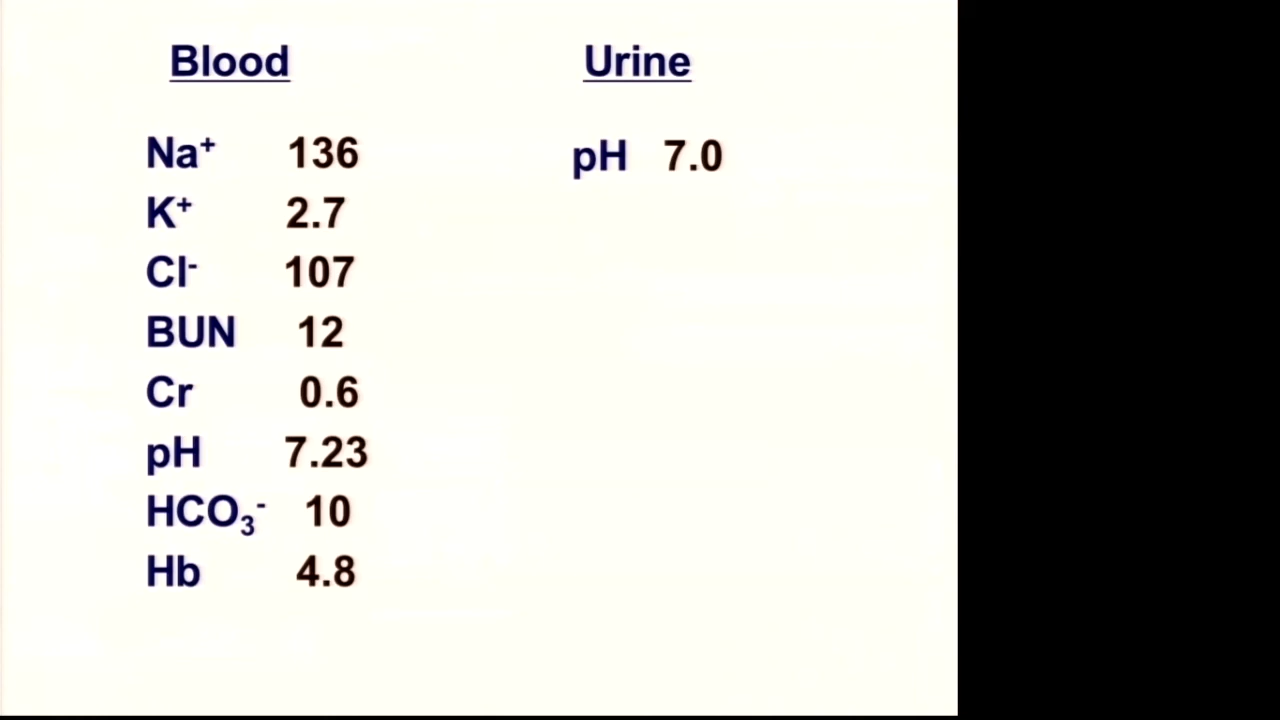 Blood
Na⁺ 136
K⁺ 2.7
Cl⁻ 107
BUN 12
Cr 0.6
pH 7.23
HCO₃⁻ 10
Hb 4.8
Urine
pH 7.0